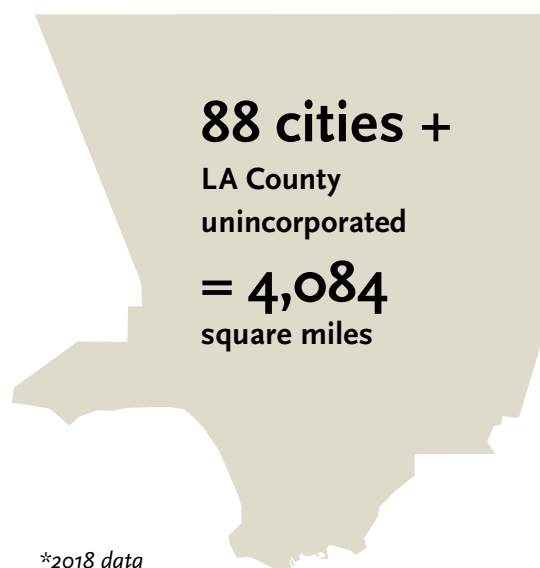 88 cities +
LA County
unincorporated
= 4,084
square miles
*2018 data